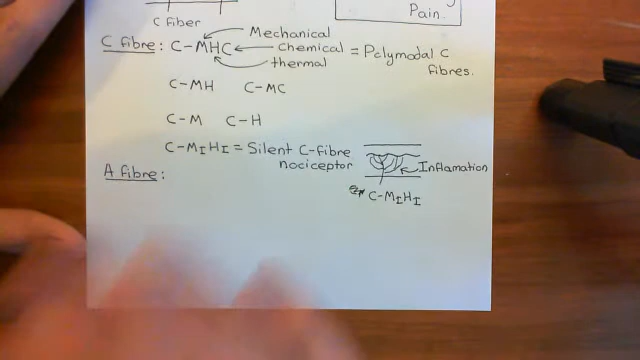 C fiber
Pain.
C fibre: C-MHC
Mechanical
Chemical
thermal
= Polymodal C
fibres.
C-MH C-MC
C-M C-H
C-MIHI = Silent C-fibre
nociceptor
Inflamation
C-MIHI
A fibre: